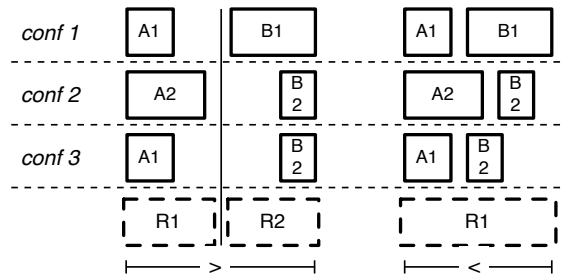 conf 1 A1 B1 A1 B1
conf 2 A2 B 2 A2 B 2
conf 3 A1 B 2 A1 B 2
R1 R2 R1
> <